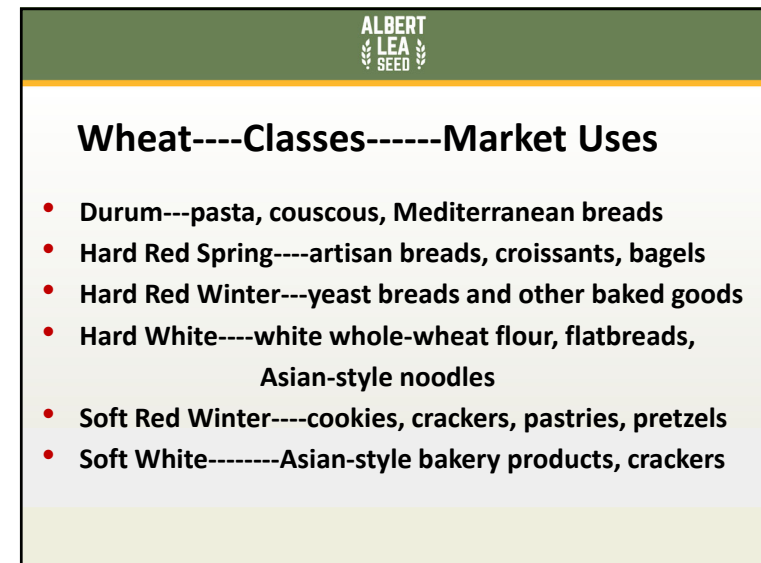 ALBERT
LEA
SEED
Wheat----Classes------Market Uses
• Durum---pasta, couscous, Mediterranean breads
• Hard Red Spring----artisan breads, croissants, bagels
• Hard Red Winter---yeast breads and other baked goods
• Hard White----white whole-wheat flour, flatbreads,
Asian-style noodles
• Soft Red Winter----cookies, crackers, pastries, pretzels
• Soft White--------Asian-style bakery products, crackers